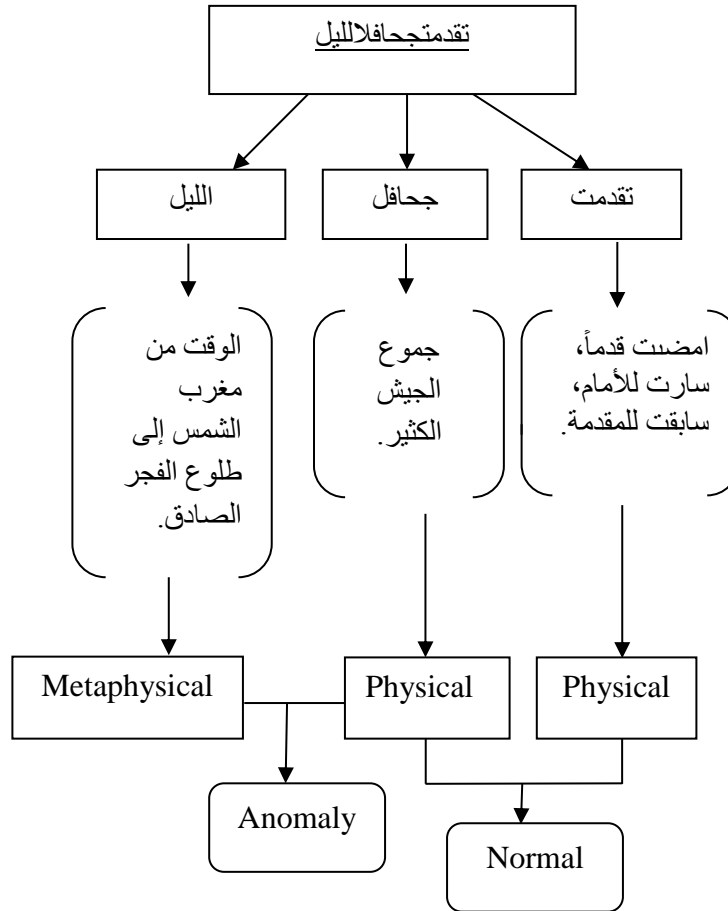 تقدمتجحافلالليل
تقدمت
جحافل
الليل
امضىت قدماً،
سارت للأمام،
سابقت للمقدمة.
جموع
الجيش
الكثير.
الوقت من
مغرب
الشمس إلى
طلوع الفجر
الصادق.
Metaphysical
Physical
Physical
Anomaly
Normal